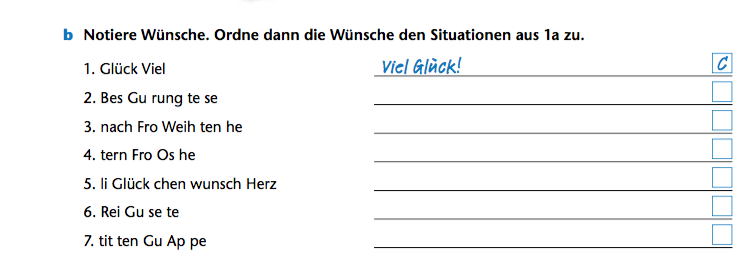 b Notiere Wünsche. Ordne dann die Wünsche den Situationen aus 1a zu.
1. Glück Viel Viel Glück! C
2. Bes Gu rung te se
3. nach Fro Weih ten he
4. tern Fro Os he
5. li Glück chen wunsch Herz
6. Rei Gu se te
7. tit ten Gu Ap pe